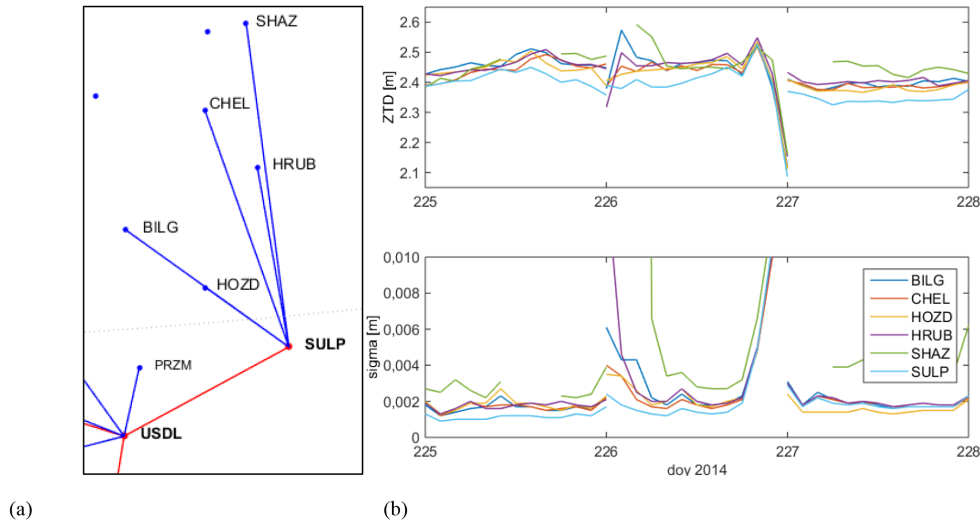 SHAZ
CHEL
HRUB
BILG
HOZD
SULP
PRZM
USDL
(a)
ZTD [m]
2.6
2.5
2.4
2.3
2.2
2.1
225
226
227
228
sigma [m]
0,010
0,008
0,006
0,004
0,002
0
BILG
CHEL
HOZD
HRUB
SHAZ
SULP
225
226
227
228
doy 2014
(b)